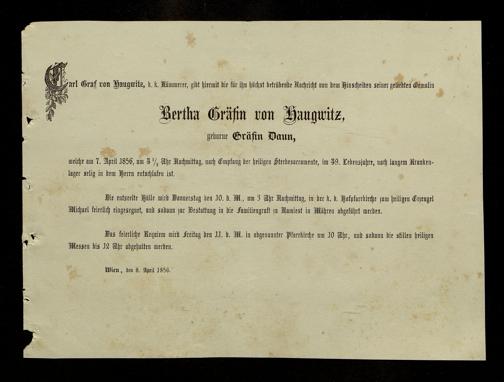 Carl Graf von Haugwitz, k. k. Kämmerer, gibt hiermit die für ihn höchst betrübende Nachricht von dem Hinscheiden seiner geliebten Gemalin
Bertha Gräfin von Haugwitz,
geborne Gräfin Daun,
welche am 7. April 1856, um 3 1/4 Uhr Nachmittag, nach Empfang der heiligen Sterbesacramente, im 39. Lebensjahre, nach langem Kranken-
lager selig in dem Herrn entschlafen ist.
Die entseelte Hülle wird Donnerstag den 10. d. M., um 3 Uhr Nachmittag, in der k. k. Hofpfarrkirche zum heiligen Erzengel
Michael feierlich eingesegnet, und sodann zur Bestattung in die Familiengruft zu Namiest in Mähren abgeführt werden.
Das feierliche Requiem wird Freitag den 11. d. M. in obgenannter Pfarrkirche um 10 Uhr, und sodann die stillen heiligen
Messen bis 12 Uhr abgehalten werden.
Wien, den 8. April 1856.